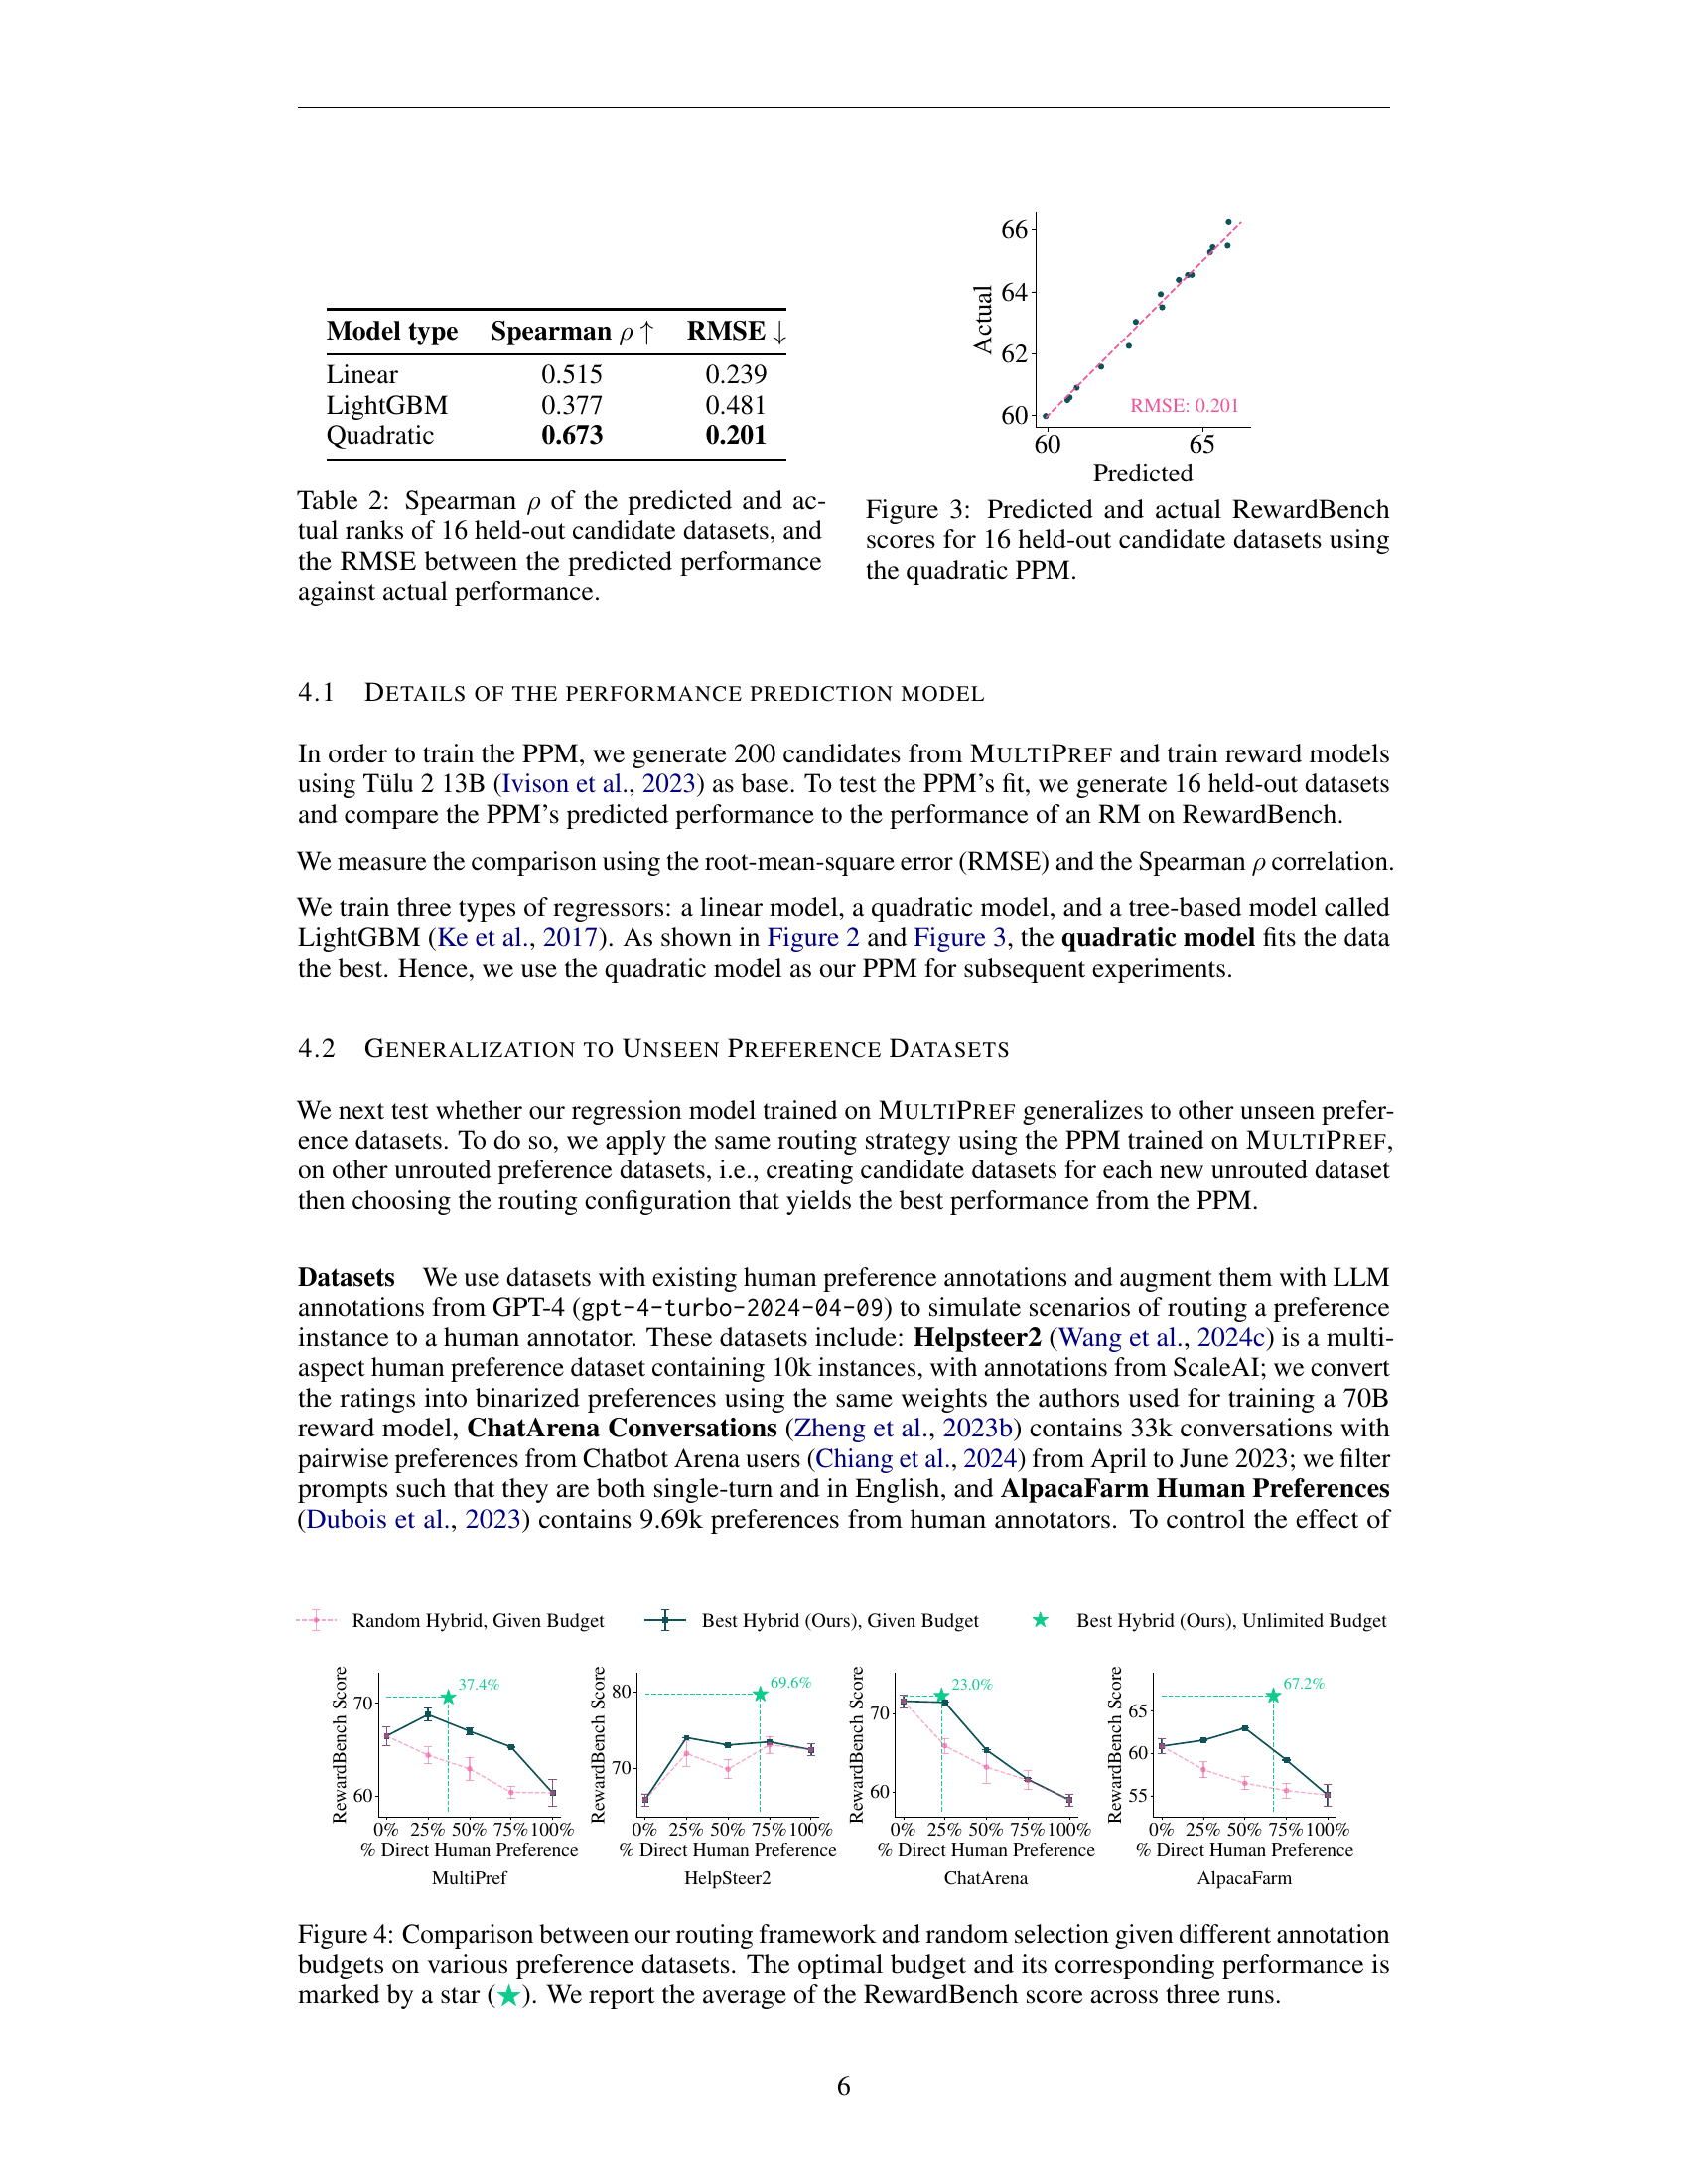 Model type Spearman ρ ↑ RMSE ↓
Linear 0.515 0.239
LightGBM 0.377 0.481
Quadratic 0.673 0.201
Table 2: Spearman ρ of the predicted and ac-
tual ranks of 16 held-out candidate datasets, and
the RMSE between the predicted performance
against actual performance.
66
64
62
60
Actual
RMSE: 0.201
60 65
Predicted
Figure 3: Predicted and actual RewardBench
scores for 16 held-out candidate datasets using
the quadratic PPM.
4.1 DETAILS OF THE PERFORMANCE PREDICTION MODEL
In order to train the PPM, we generate 200 candidates from MULTIPREF and train reward models
using Tülu 2 13B (Ivison et al., 2023) as base. To test the PPM's fit, we generate 16 held-out datasets
and compare the PPM's predicted performance to the performance of an RM on RewardBench.
We measure the comparison using the root-mean-square error (RMSE) and the Spearman ρ correlation.
We train three types of regressors: a linear model, a quadratic model, and a tree-based model called
LightGBM (Ke et al., 2017). As shown in Figure 2 and Figure 3, the quadratic model fits the data
the best. Hence, we use the quadratic model as our PPM for subsequent experiments.
4.2 GENERALIZATION TO UNSEEN PREFERENCE DATASETS
We next test whether our regression model trained on MULTIPREF generalizes to other unseen prefer-
ence datasets. To do so, we apply the same routing strategy using the PPM trained on MULTIPREF,
on other unrouted preference datasets, i.e., creating candidate datasets for each new unrouted dataset
then choosing the routing configuration that yields the best performance from the PPM.
Datasets We use datasets with existing human preference annotations and augment them with LLM
annotations from GPT-4 (gpt-4-turbo-2024-04-09) to simulate scenarios of routing a preference
instance to a human annotator. These datasets include: Helpsteer2 (Wang et al., 2024c) is a multi-
aspect human preference dataset containing 10k instances, with annotations from ScaleAI; we convert
the ratings into binarized preferences using the same weights the authors used for training a 70B
reward model, ChatArena Conversations (Zheng et al., 2023b) contains 33k conversations with
pairwise preferences from Chatbot Arena users (Chiang et al., 2024) from April to June 2023; we filter
prompts such that they are both single-turn and in English, and AlpacaFarm Human Preferences
(Dubois et al., 2023) contains 9.69k preferences from human annotators. To control the effect of
Random Hybrid, Given Budget Best Hybrid (Ours), Given Budget Best Hybrid (Ours), Unlimited Budget
RewardBench Score
70
60
37.4%
0% 25% 50% 75% 100%
% Direct Human Preference
MultiPref
RewardBench Score
80
70
69.6%
0% 25% 50% 75% 100%
% Direct Human Preference
HelpSteer2
RewardBench Score
70
60
23.0%
0% 25% 50% 75% 100%
% Direct Human Preference
ChatArena
RewardBench Score
65
60
55
67.2%
0% 25% 50% 75% 100%
% Direct Human Preference
AlpacaFarm
Figure 4: Comparison between our routing framework and random selection given different annotation
budgets on various preference datasets. The optimal budget and its corresponding performance is
marked by a star (★). We report the average of the RewardBench score across three runs.
6